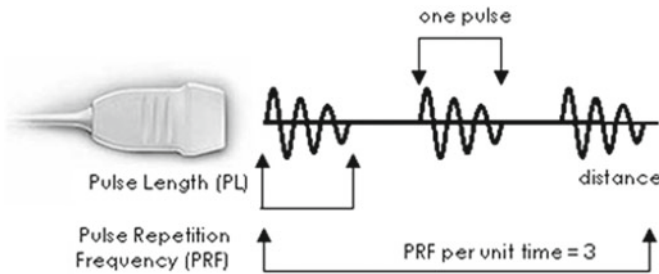 one pulse
Pulse Length (PL)
distance
Pulse Repetition
Frequency (PRF)
PRF per unit time = 3